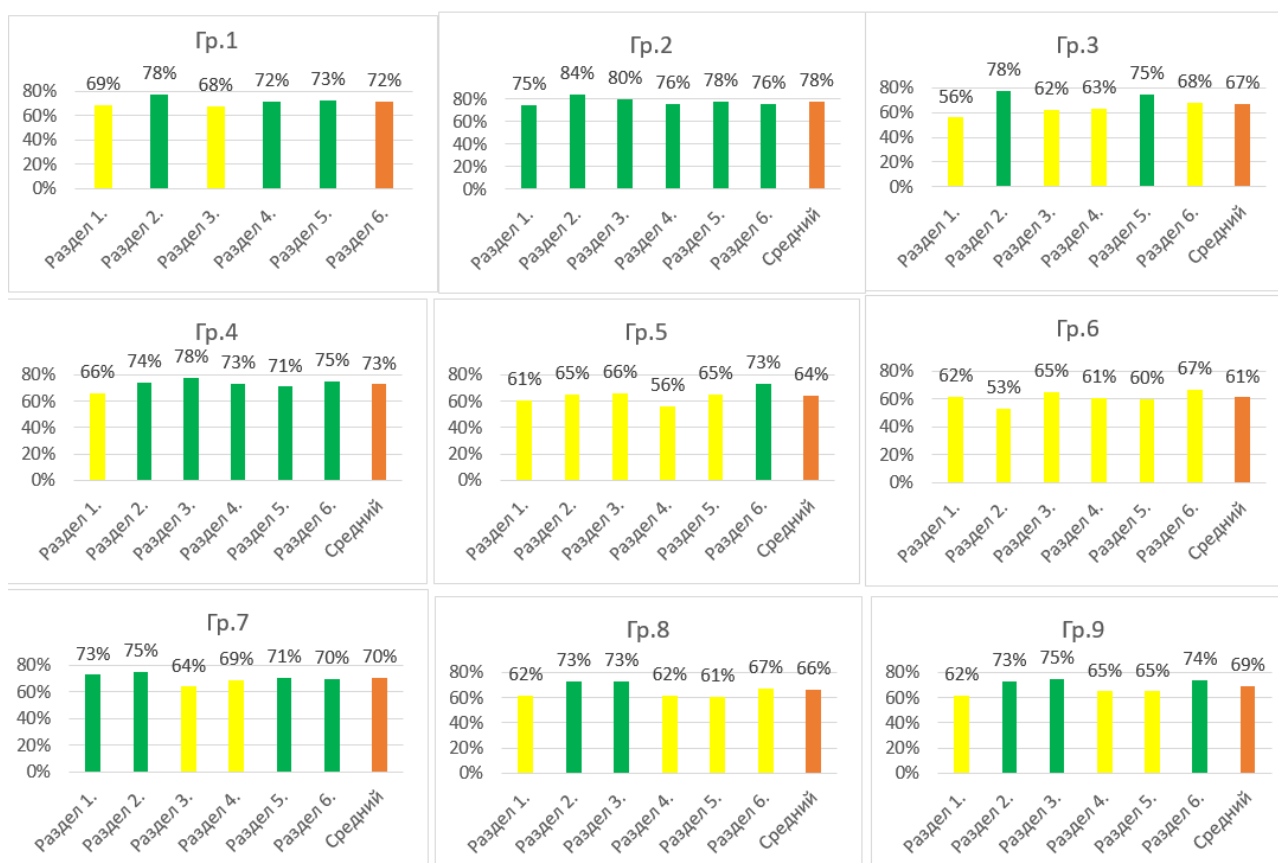 Гр.1
69% 78% 68% 72% 73% 72%
80%
60%
40%
20%
0%
Раздел 1. Раздел 2. Раздел 3. Раздел 4. Раздел 5. Раздел 6.
Гр.2
75% 84% 80% 76% 78% 76% 78%
80%
60%
40%
20%
0%
Раздел 1. Раздел 2. Раздел 3. Раздел 4. Раздел 5. Раздел 6. Средний
Гр.3
56% 78% 62% 63% 75% 68% 67%
80%
60%
40%
20%
0%
Раздел 1. Раздел 2. Раздел 3. Раздел 4. Раздел 5. Раздел 6. Средний
Гр.4
66% 74% 78% 73% 71% 75% 73%
80%
60%
40%
20%
0%
Раздел 1. Раздел 2. Раздел 3. Раздел 4. Раздел 5. Раздел 6. Средний
Гр.5
61% 65% 66% 56% 65% 73% 64%
80%
60%
40%
20%
0%
Раздел 1. Раздел 2. Раздел 3. Раздел 4. Раздел 5. Раздел 6. Средний
Гр.6
62% 53% 65% 61% 60% 67% 61%
80%
60%
40%
20%
0%
Раздел 1. Раздел 2. Раздел 3. Раздел 4. Раздел 5. Раздел 6. Средний
Гр.7
73% 75% 64% 69% 71% 70% 70%
80%
60%
40%
20%
0%
Раздел 1. Раздел 2. Раздел 3. Раздел 4. Раздел 5. Раздел 6. Средний
Гр.8
62% 73% 73% 62% 61% 67% 66%
80%
60%
40%
20%
0%
Раздел 1. Раздел 2. Раздел 3. Раздел 4. Раздел 5. Раздел 6. Средний
Гр.9
62% 73% 75% 65% 65% 74% 69%
80%
60%
40%
20%
0%
Раздел 1. Раздел 2. Раздел 3. Раздел 4. Раздел 5. Раздел 6. Средний